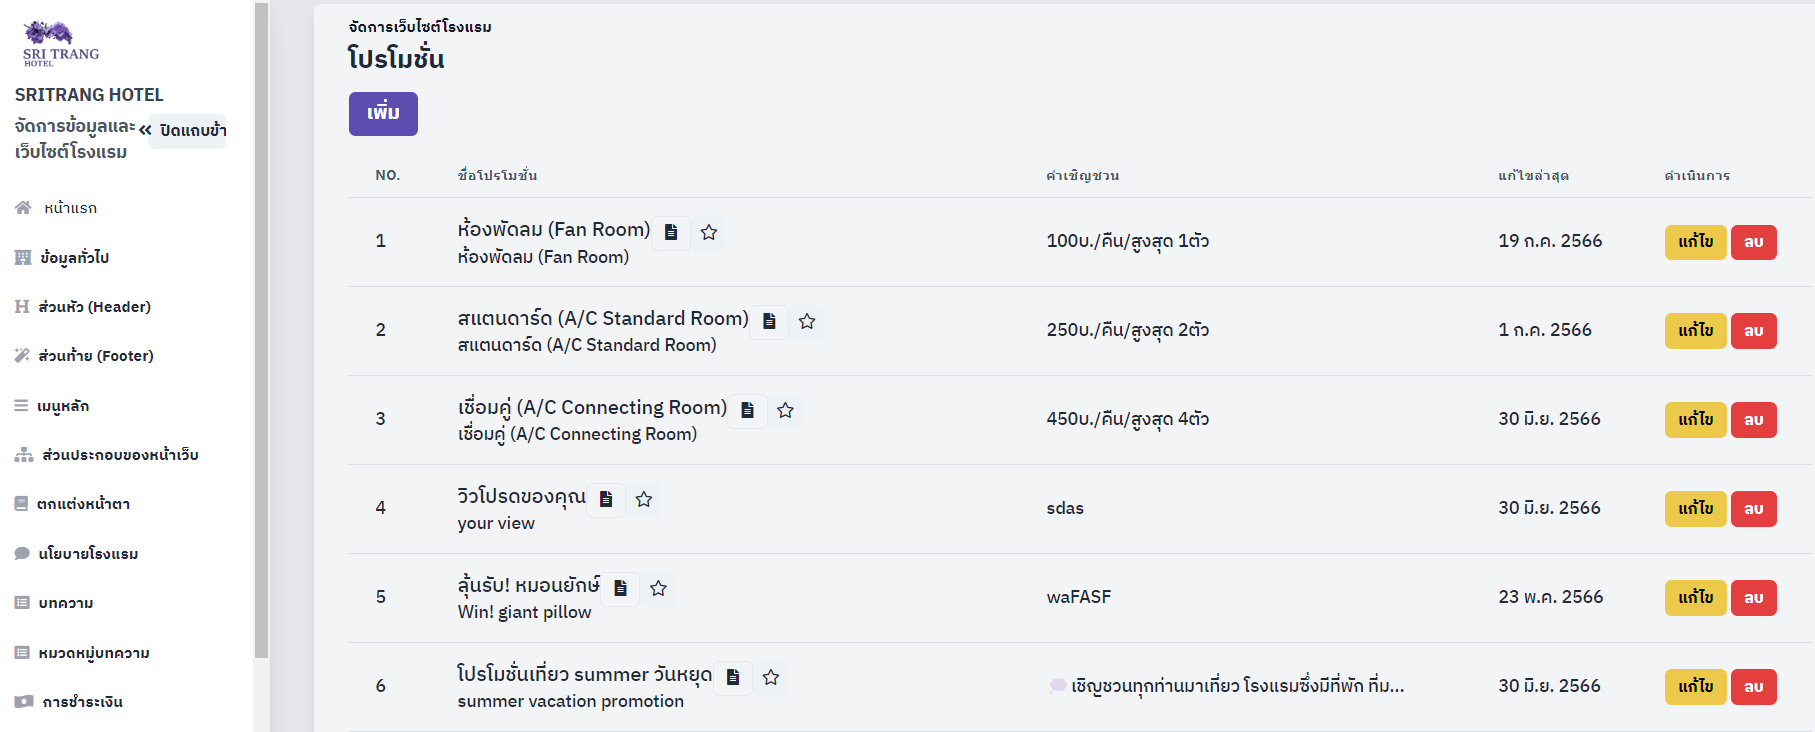 SRI TRANG
HOTEL
SRITRANG HOTEL
จัดการข้อมูลและ
เว็บไซต์โรงแรม
ปิดแถบข้า
หน้าแรก
ข้อมูลทั่วไป
ส่วนหัว (Header)
ส่วนท้าย (Footer)
เมนูหลัก
ส่วนประกอบของหน้าเว็บ
ตกแต่งหน้าตา
นโยบายโรงแรม
บทความ
หมวดหมู่บทความ
การชำระเงิน
จัดการเว็บไซต์โรงแรม
โปรโมชั่น
เพิ่ม
NO. ชื่อโปรโมชั่น คำเชิญชวน แก้ไขล่าสุด ดำเนินการ
1 ห้องพัดลม (Fan Room) 100บ./คืน/สูงสุด 1ตัว 19 ก.ค. 2566 แก้ไข ลบ
ห้องพัดลม (Fan Room)
2 สแตนดาร์ด (A/C Standard Room) 250บ./คืน/สูงสุด 2ตัว 1 ก.ค. 2566 แก้ไข ลบ
สแตนดาร์ด (A/C Standard Room)
3 เชื่อมคู่ (A/C Connecting Room) 450บ./คืน/สูงสุด 4ตัว 30 มิ.ย. 2566 แก้ไข ลบ
เชื่อมคู่ (A/C Connecting Room)
4 วิวโปรดของคุณ sdas 30 มิ.ย. 2566 แก้ไข ลบ
your view
5 ลุ้นรับ! หมอนยักษ์ waFASF 23 พ.ค. 2566 แก้ไข ลบ
Win! giant pillow
6 โปรโมชั่นเที่ยว summer วันหยุด เชิญชวนทุกท่านมาเที่ยว โรงแรมซึ่งมีที่พัก ที่ม... 30 มิ.ย. 2566 แก้ไข ลบ
summer vacation promotion